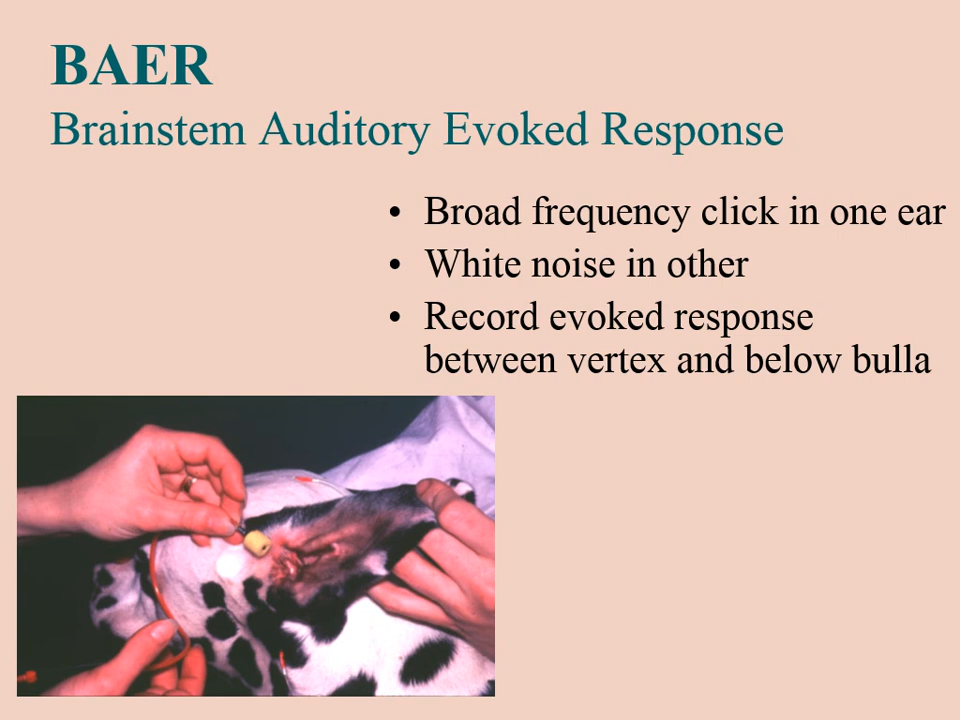 BAER
Brainstem Auditory Evoked Response
• Broad frequency click in one ear
• White noise in other
• Record evoked response
between vertex and below bulla